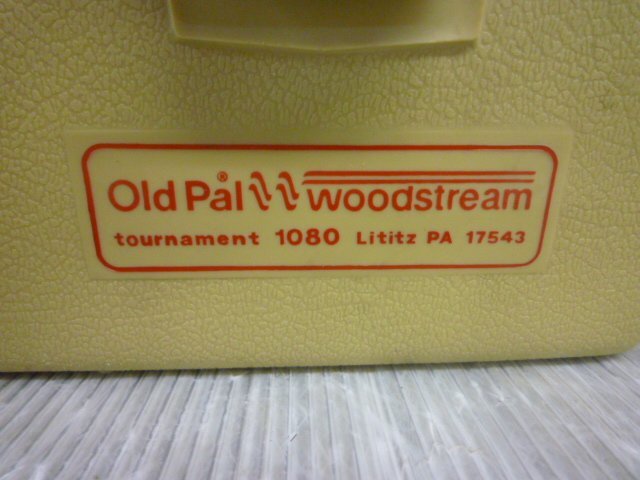 Old Pal® woodstream
tournament 1080 Lititz PA 17543